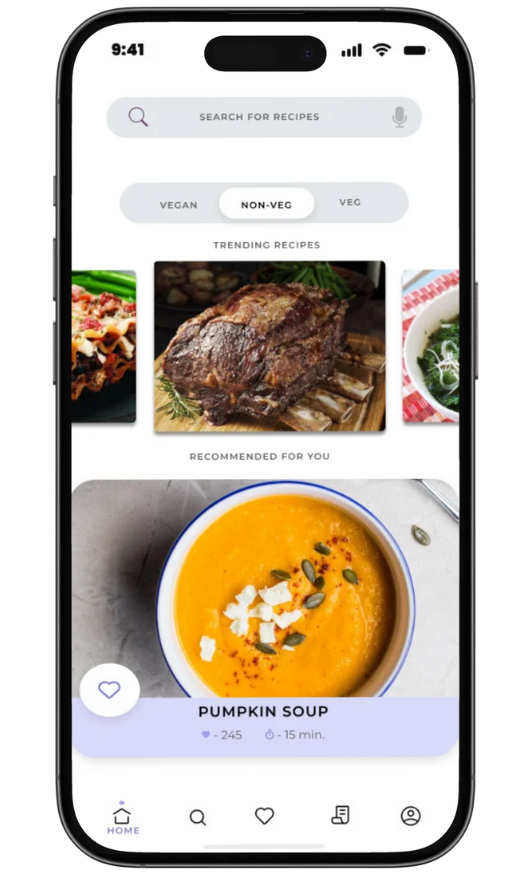 9:41
SEARCH FOR RECIPES
VEGAN NON-VEG VEG
TRENDING RECIPES
RECOMMENDED FOR YOU
PUMPKIN SOUP
- 245 - 15 min.
HOME